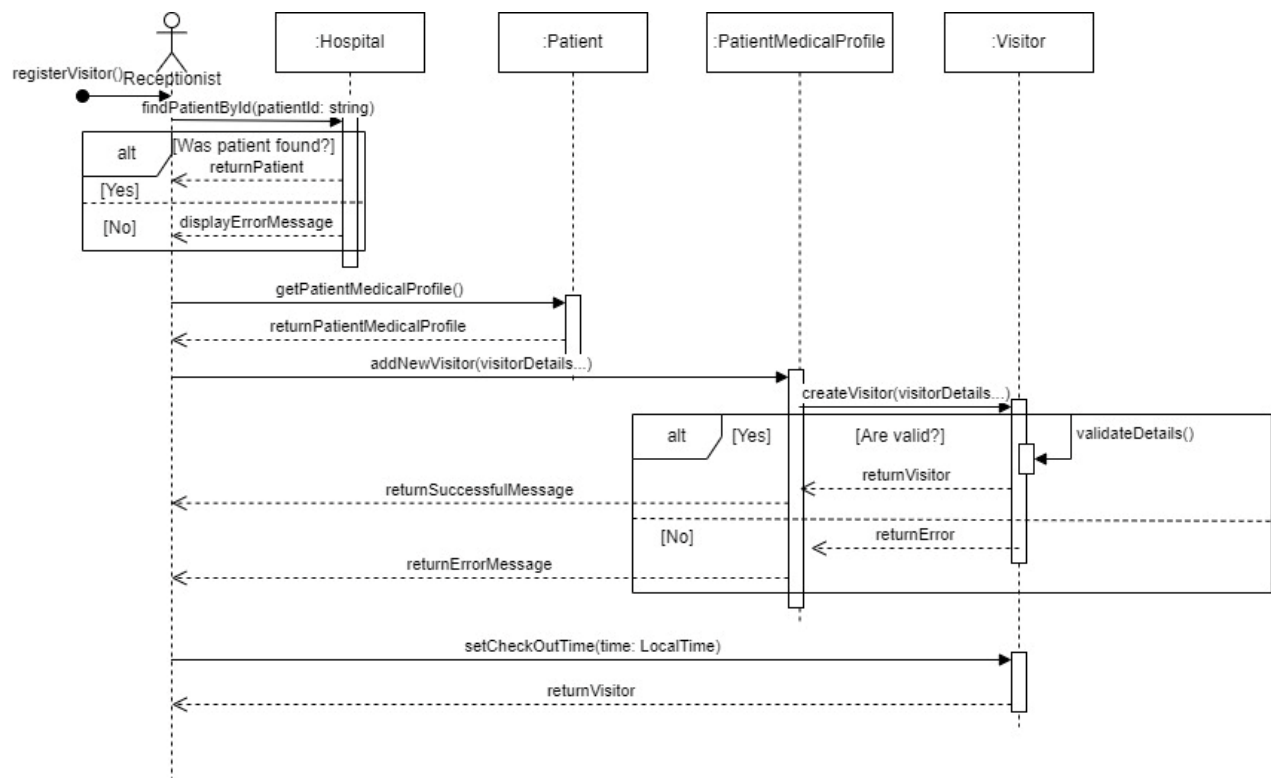 :Hospital
:Patient
:PatientMedicalProfile
:Visitor
registerVisitor()
Receptionist
findPatientById(patientId: string)
alt
[Was patient found?]
returnPatient
[Yes]
[No]
displayErrorMessage
getPatientMedicalProfile()
returnPatientMedicalProfile
addNewVisitor(visitorDetails...)
createVisitor(visitorDetails...)
alt
[Yes]
[Are valid?]
validateDetails()
returnVisitor
returnSuccessfulMessage
[No]
returnError
returnErrorMessage
setCheckOutTime(time: LocalTime)
returnVisitor